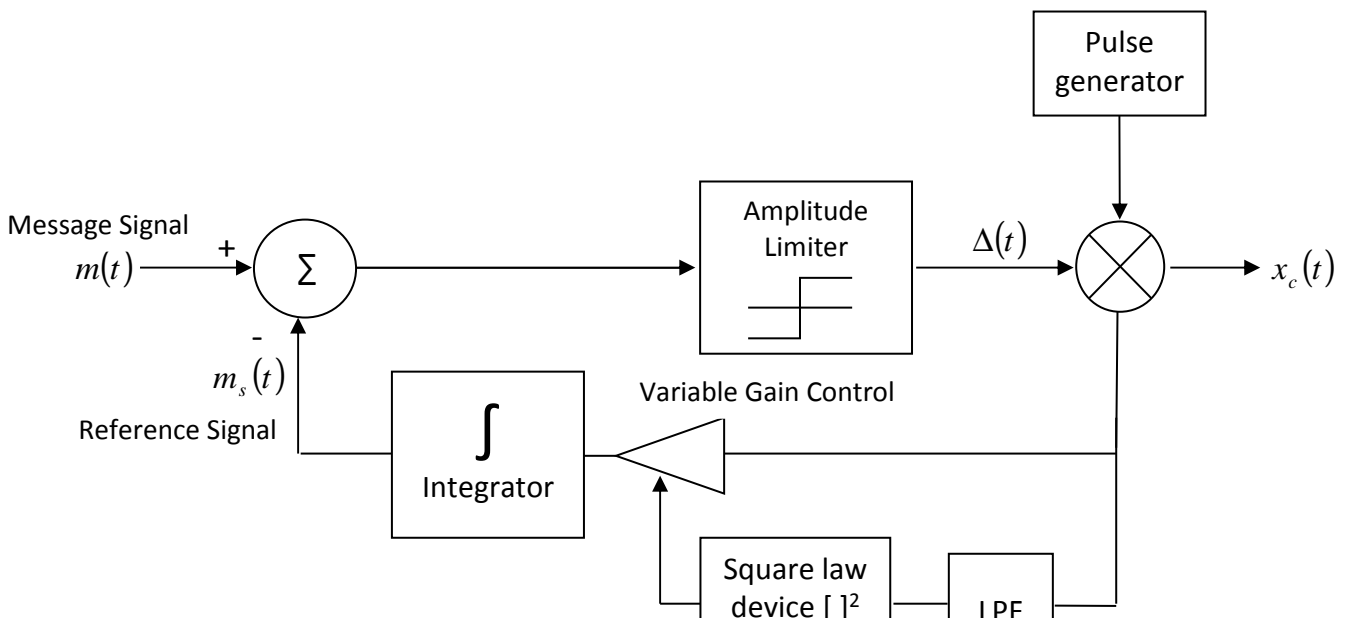 Pulse
generator
Message Signal
m(t)
+
Σ
Amplitude
Limiter
Δ(t)
x_c(t)
-
m_s(t)
Reference Signal
∫
Integrator
Variable Gain Control
Square law
device [ ]²
LPF